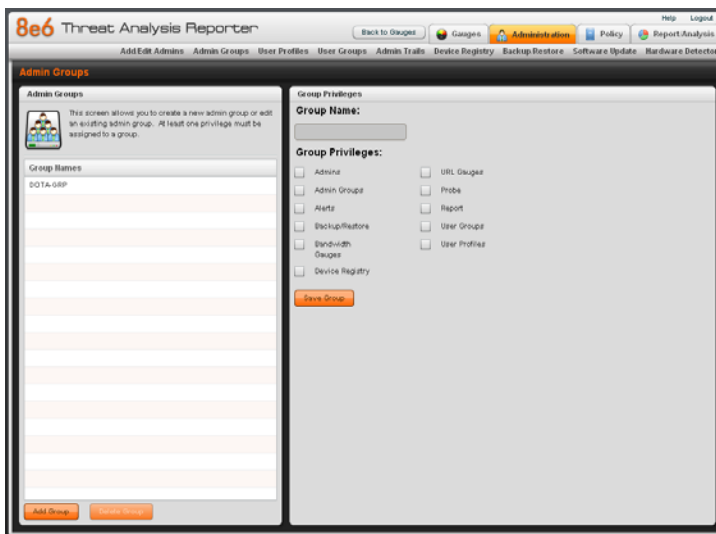 Help Logout
8e6 Threat Analysis Reporter
Back to Gauges Gauges Administration Policy Report/Analysis
Add/Edit Admins Admin Groups User Profiles User Groups Admin Trails Device Registry Backup/Restore Software Update Hardware Detector
Admin Groups
Admin Groups
This screen allows you to create a new admin group or edit
an existing admin group. At least one privilege must be
assigned to a group.
Group Names
DOTA-GRP
Add Group Delete Group
Group Privileges
Group Name:
Group Privileges:
Admins URL Gauges
Admin Groups Probe
Alerts Report
Backup/Restore User Groups
Bandwidth
Gauges
User Profiles
Device Registry
Save Group